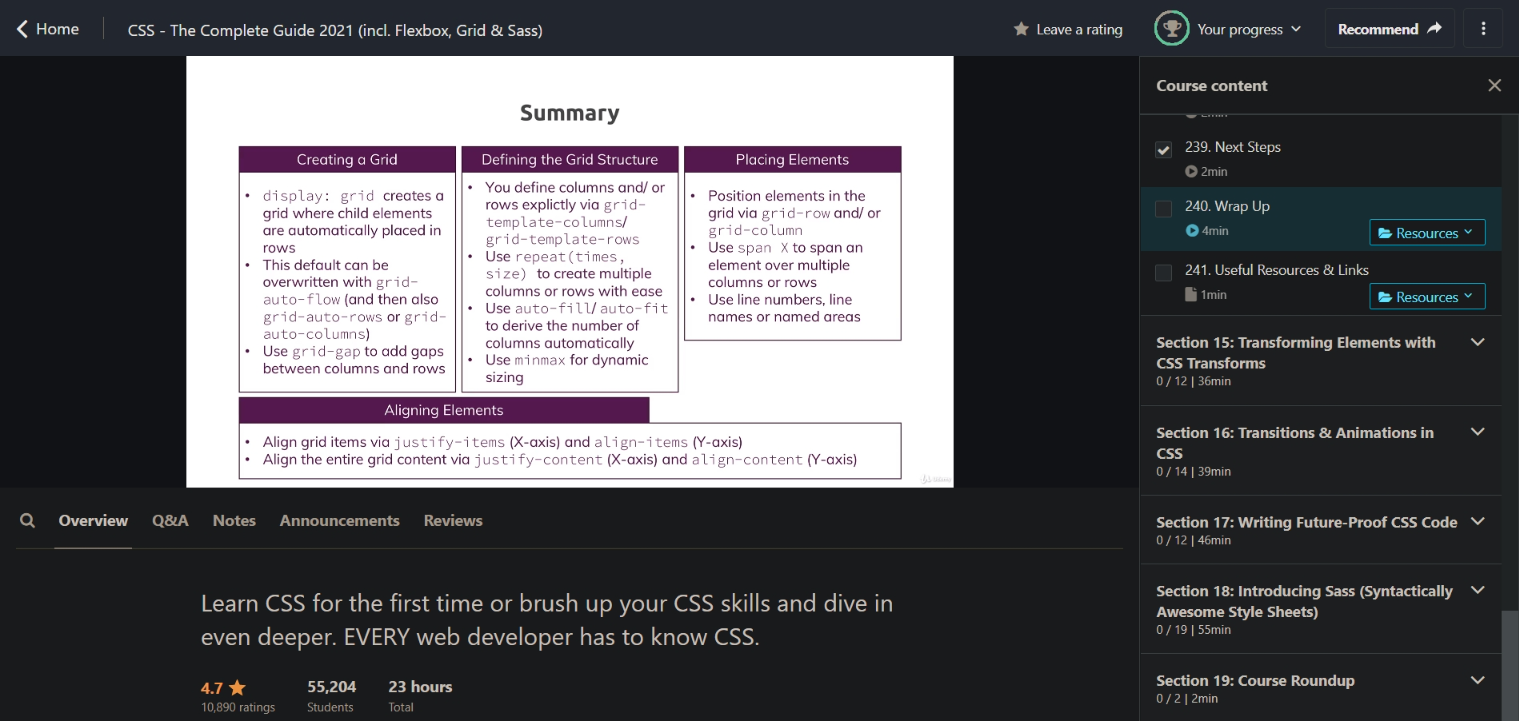 Home
CSS - The Complete Guide 2021 (incl. Flexbox, Grid & Sass)
Leave a rating
Your progress
Recommend
Summary
Creating a Grid
• display: grid creates a
grid where child elements
are automatically placed in
rows
• This default can be
overwritten with grid-
auto-flow (and then also
grid-auto-rows or grid-
auto-columns)
• Use grid-gap to add gaps
between columns and rows
Defining the Grid Structure
• You define columns and/ or
rows explictly via grid-
template-columns/
grid-template-rows
• Use repeat(times,
size) to create multiple
columns or rows with ease
• Use auto-fill/ auto-fit
to derive the number of
columns automatically
• Use minmax for dynamic
sizing
Placing Elements
• Position elements in the
grid via grid-row and/ or
grid-column
• Use span X to span an
element over multiple
columns or rows
• Use line numbers, line
names or named areas
Aligning Elements
• Align grid items via justify-items (X-axis) and align-items (Y-axis)
• Align the entire grid content via justify-content (X-axis) and align-content (Y-axis)
Overview
Q&A
Notes
Announcements
Reviews
Learn CSS for the first time or brush up your CSS skills and dive in
even deeper. EVERY web developer has to know CSS.
4.7
10,890 ratings
55,204
Students
23 hours
Total
Course content
239. Next Steps
2min
240. Wrap Up
4min
Resources
241. Useful Resources & Links
1min
Resources
Section 15: Transforming Elements with
CSS Transforms
0 / 12 | 36min
Section 16: Transitions & Animations in
CSS
0 / 14 | 39min
Section 17: Writing Future-Proof CSS Code
0 / 12 | 46min
Section 18: Introducing Sass (Syntactically
Awesome Style Sheets)
0 / 19 | 55min
Section 19: Course Roundup
0 / 2 | 2min